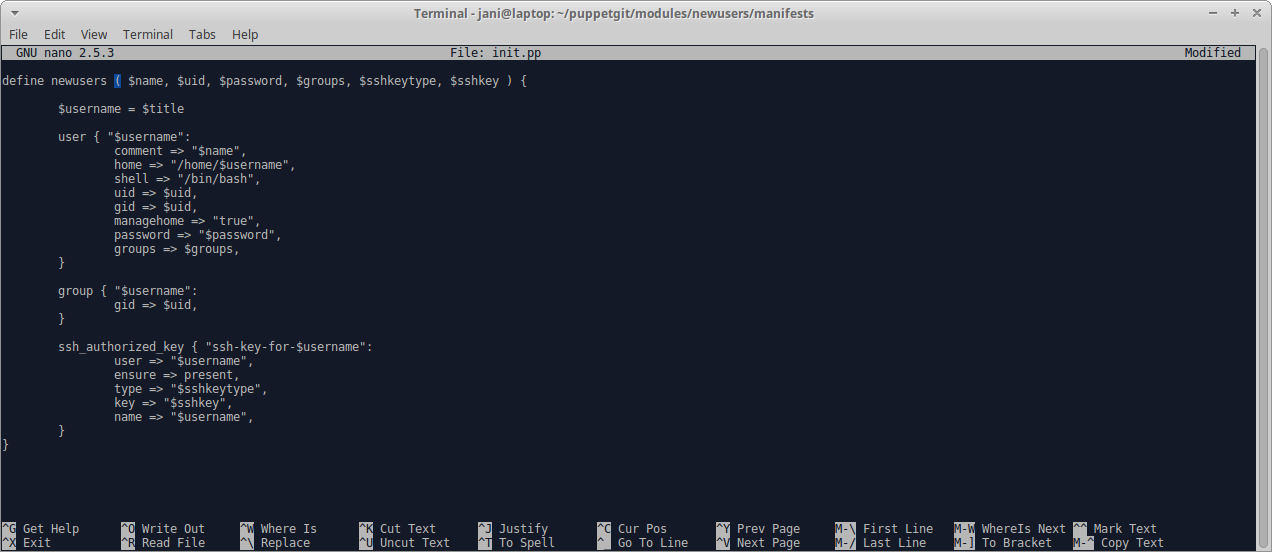 Terminal - jani@laptop: ~/puppetgit/modules/newusers/manifests
File Edit View Terminal Tabs Help
GNU nano 2.5.3 File: init.pp Modified
define newusers ( $name, $uid, $password, $groups, $sshkeytype, $sshkey ) {
$username = $title
user { "$username":
comment => "$name",
home => "/home/$username",
shell => "/bin/bash",
uid => $uid,
gid => $uid,
managehome => "true",
password => "$password",
groups => $groups,
}
group { "$username":
gid => $uid,
}
ssh_authorized_key { "ssh-key-for-$username":
user => "$username",
ensure => present,
type => "$sshkeytype",
key => "$sshkey",
name => "$username",
}
}
^G Get Help ^O Write Out ^W Where Is ^K Cut Text ^J Justify ^C Cur Pos ^Y Prev Page M-\ First Line M-W WhereIs Next ^^ Mark Text
^X Exit ^R Read File ^\ Replace ^U Uncut Text ^T To Spell ^_ Go To Line ^V Next Page M-/ Last Line M-] To Bracket M-^ Copy Text